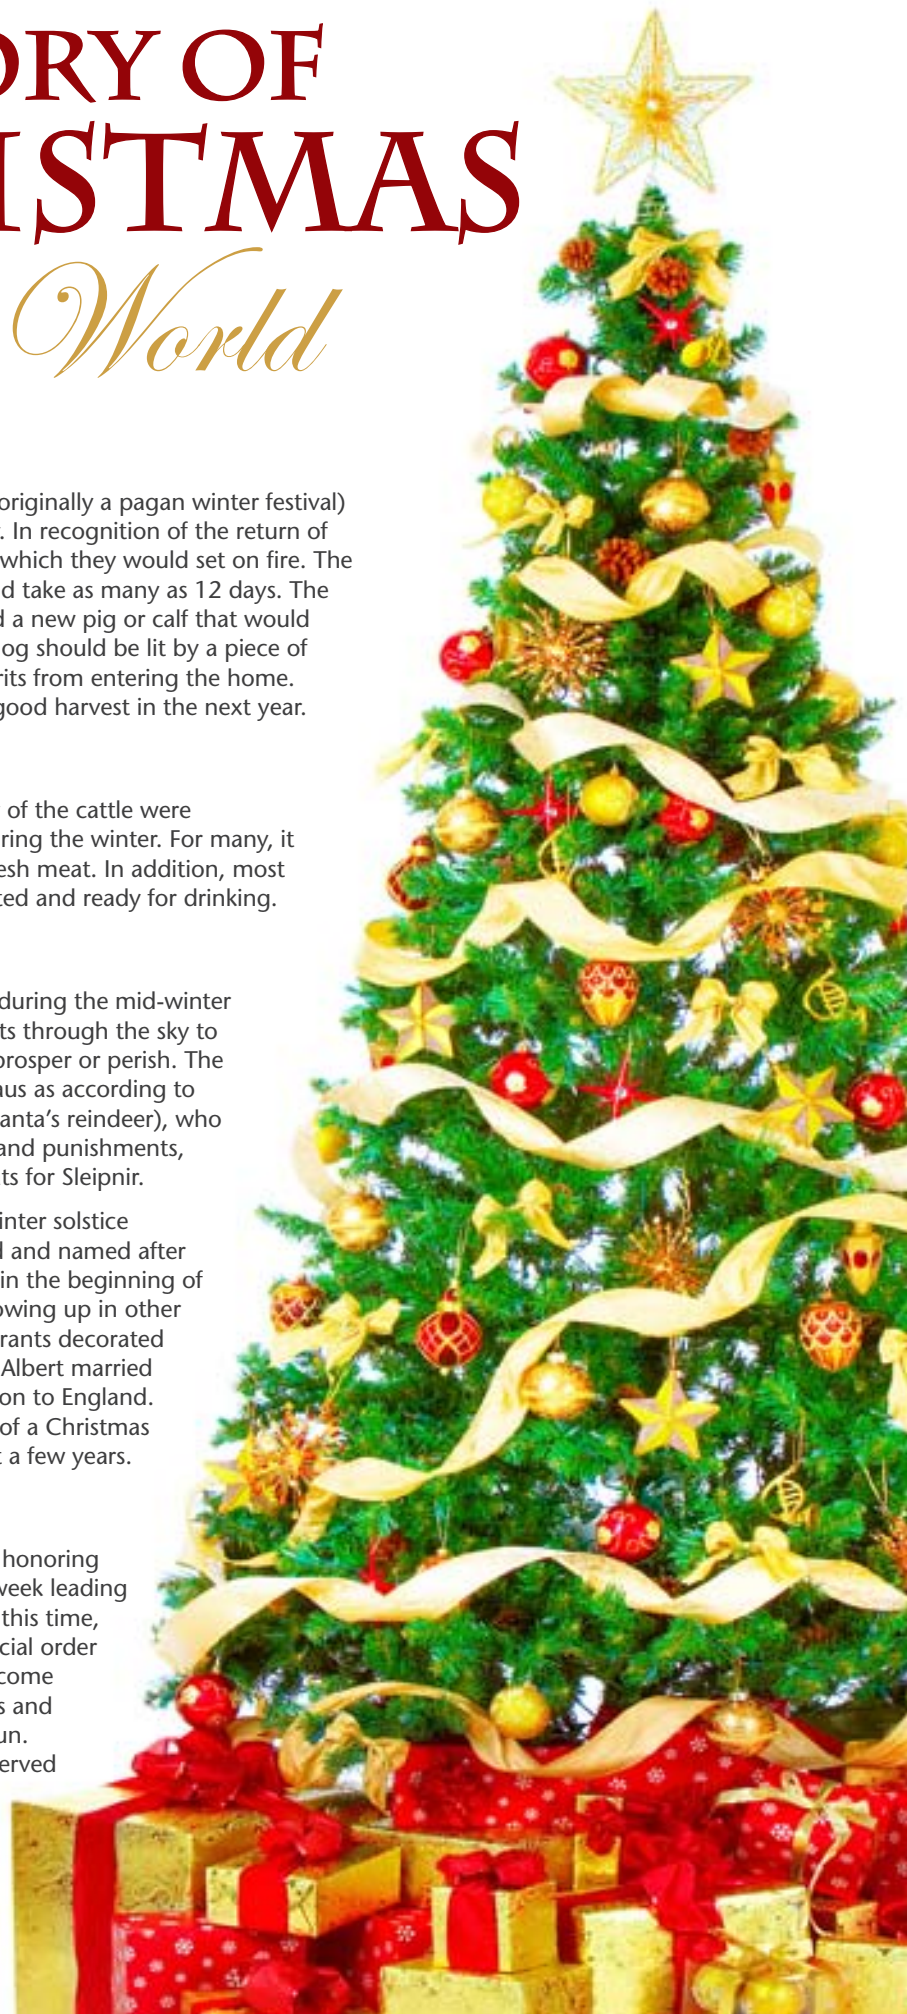 ORY OF
ISTMAS
World
originally a pagan winter festival)
. In recognition of the return of
which they would set on fire. The
d take as many as 12 days. The
d a new pig or calf that would
og should be lit by a piece of
rits from entering the home.
good harvest in the next year.
of the cattle were
ring the winter. For many, it
esh meat. In addition, most
ted and ready for drinking.
during the mid-winter
ts through the sky to
prosper or perish. The
aus as according to
anta’s reindeer), who
and punishments,
ts for Sleipnir.
inter solstice
l and named after
in the beginning of
owing up in other
rants decorated
Albert married
on to England.
of a Christmas
t a few years.
honoring
week leading
this time,
cial order
come
s and
un.
erved